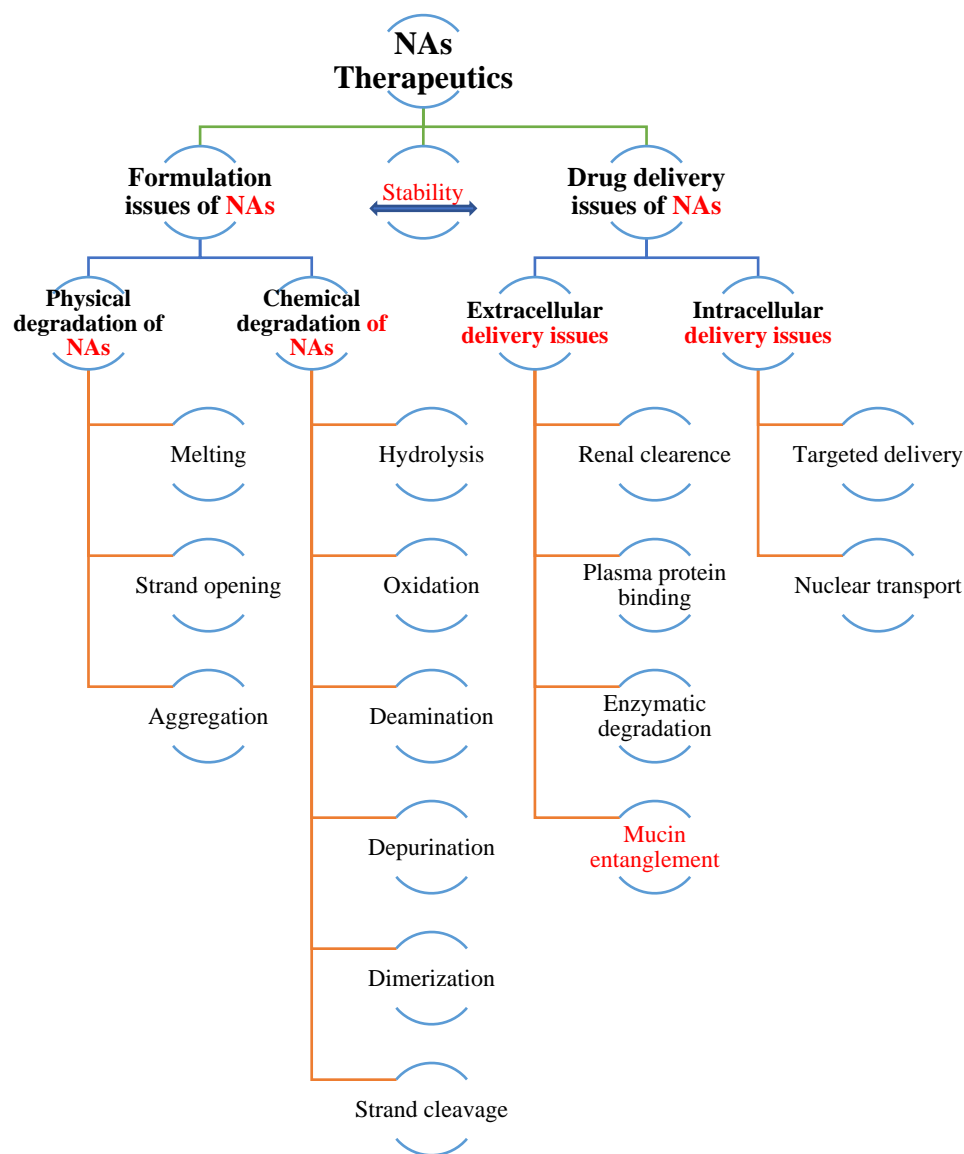 NAs
Therapeutics
Formulation
issues of NAs
Stability
Drug delivery
issues of NAs
Physical
degradation of
NAs
Chemical
degradation of
NAs
Extracellular
delivery issues
Intracellular
delivery issues
Melting
Strand opening
Aggregation
Hydrolysis
Oxidation
Deamination
Depurination
Dimerization
Strand cleavage
Renal clearence
Plasma protein
binding
Enzymatic
degradation
Mucin
entanglement
Targeted delivery
Nuclear transport